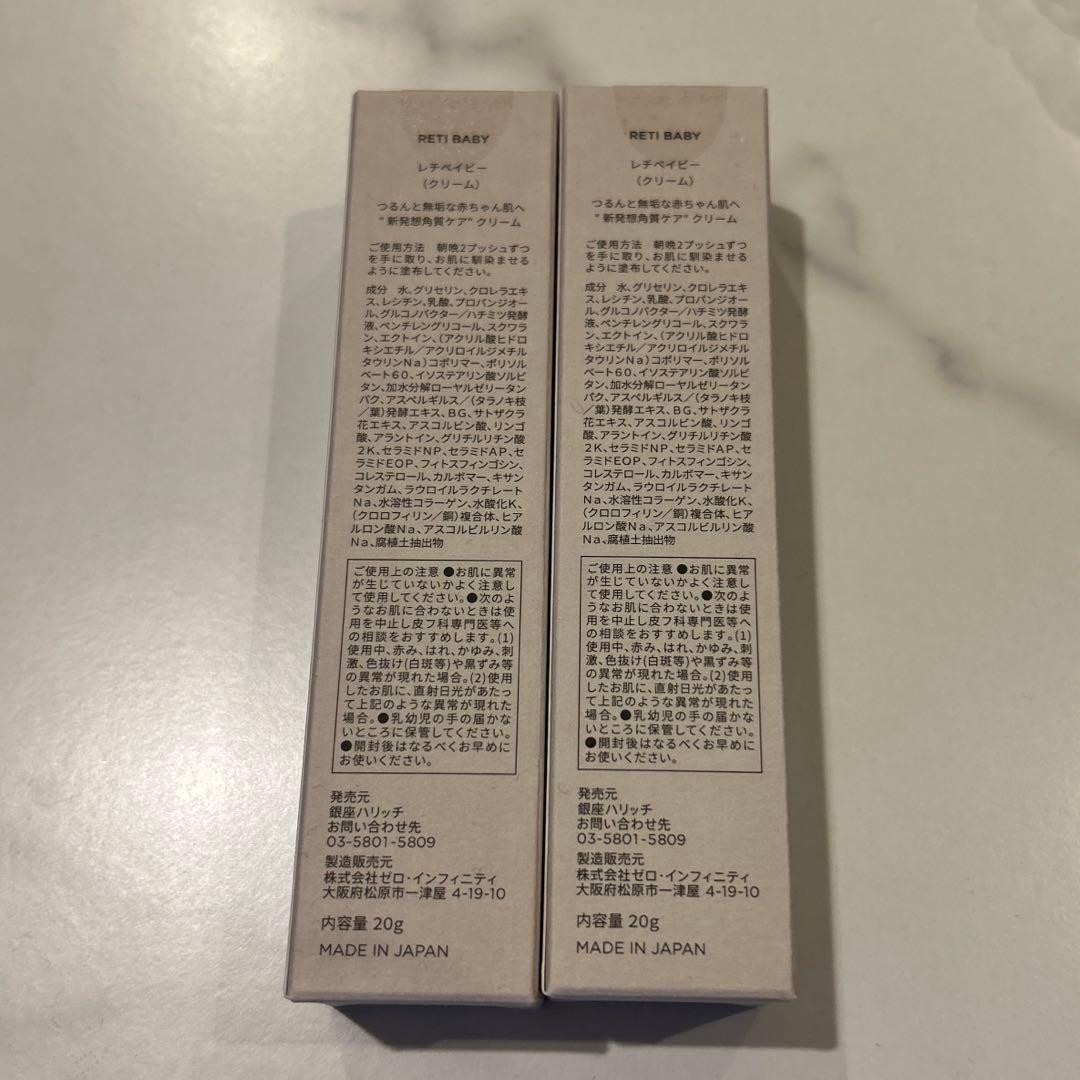 RETI BABY
レチベイビー
（クリーム）
つるんと無垢な赤ちゃん肌へ
“新発想角質ケア”クリーム
ご使用方法　朝晩2プッシュずつ
を手に取り、お肌に馴染ませる
ように塗布してください。
成分　水、グリセリン、クロレラエキ
ス、レシチン、乳酸、プロパンジオー
ル、グルコノバクター／ハチミツ発酵
液、ペンチレングリコール、スクワラ
ン、エクトイン、（アクリル酸ヒドロ
キシエチル／アクリロイルジメチル
タウリンNa）コポリマー、ポリソル
ベート60、イソステアリン酸ソルビ
タン、加水分解ローヤルゼリータン
パク、アスペルギルス／（タラノキ枝
／葉）発酵エキス、BG、サトザクラ
花エキス、アスコルビン酸、リンゴ
酸、アラントイン、グリチルリチン酸
2K、セラミドNP、セラミドAP、セ
ラミドEOP、フィトスフィンゴシン、
コレステロール、カルボマー、キサン
タンガム、ラウロイルラクチレート
Na、水溶性コラーゲン、水酸化K、
（クロロフィリン／銅）複合体、ヒア
ルロン酸Na、アスコルビルリン酸
Na、腐植土抽出物
ご使用上の注意 ●お肌に異常
が生じていないかよく注意し
て使用してください。●次のよ
うなお肌に合わないときは使
用を中止し皮フ科専門医等へ
の相談をおすすめします。(1)
使用中、赤み、はれ、かゆみ、刺
激、色抜け(白斑等)や黒ずみ等
の異常が現れた場合。(2)使用
したお肌に、直射日光があたっ
て上記のような異常が現れた
場合。●乳幼児の手の届かな
いところに保管してください。
●開封後はなるべくお早めに
お使いください。
発売元
銀座ハリッチ
お問い合わせ先
03-5801-5809
製造販売元
株式会社ゼロ・インフィニティ
大阪府松原市一津屋 4-19-10
内容量 20g
MADE IN JAPAN
RETI BABY
レチベイビー
（クリーム）
つるんと無垢な赤ちゃん肌へ
“新発想角質ケア”クリーム
ご使用方法　朝晩2プッシュずつ
を手に取り、お肌に馴染ませる
ように塗布してください。
成分　水、グリセリン、クロレラエキ
ス、レシチン、乳酸、プロパンジオー
ル、グルコノバクター／ハチミツ発酵
液、ペンチレングリコール、スクワラ
ン、エクトイン、（アクリル酸ヒドロ
キシエチル／アクリロイルジメチル
タウリンNa）コポリマー、ポリソル
ベート60、イソステアリン酸ソルビ
タン、加水分解ローヤルゼリータン
パク、アスペルギルス／（タラノキ枝
／葉）発酵エキス、BG、サトザクラ
花エキス、アスコルビン酸、リンゴ
酸、アラントイン、グリチルリチン酸
2K、セラミドNP、セラミドAP、セ
ラミドEOP、フィトスフィンゴシン、
コレステロール、カルボマー、キサン
タンガム、ラウロイルラクチレート
Na、水溶性コラーゲン、水酸化K、
（クロロフィリン／銅）複合体、ヒア
ルロン酸Na、アスコルビルリン酸
Na、腐植土抽出物
ご使用上の注意 ●お肌に異常
が生じていないかよく注意し
て使用してください。●次の
ようなお肌に合わないときは使
用を中止し皮フ科専門医等へ
の相談をおすすめします。(1)
使用中、赤み、はれ、かゆみ、刺
激、色抜け(白斑等)や黒ずみ等
の異常が現れた場合。(2)使用
したお肌に、直射日光があたっ
て上記のような異常が現れた
場合。●乳幼児の手の届かな
いところに保管してください。
●開封後はなるべくお早めに
お使いください。
発売元
銀座ハリッチ
お問い合わせ先
03-5801-5809
製造販売元
株式会社ゼロ・インフィニティ
大阪府松原市一津屋 4-19-10
内容量 20g
MADE IN JAPAN